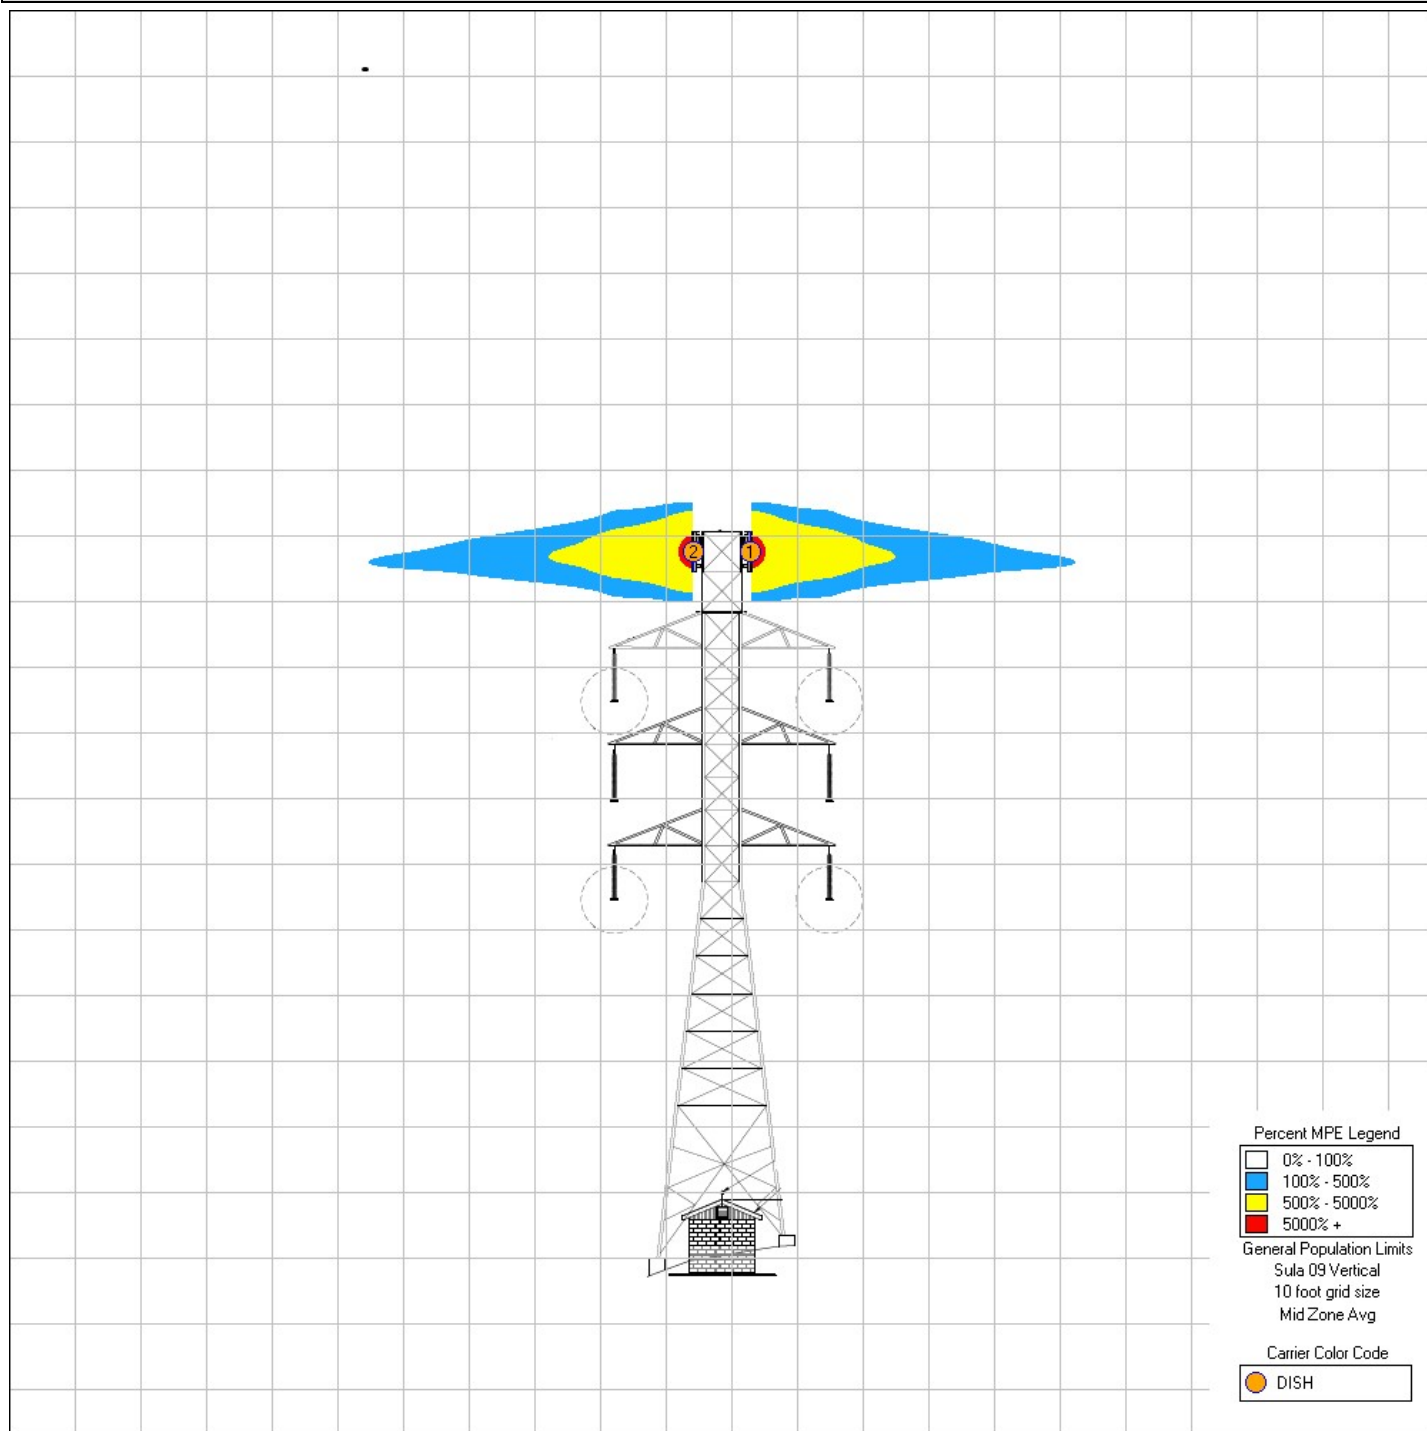 2
1
Percent MPE Legend
0% - 100%
100% - 500%
500% - 5000%
5000% +
General Population Limits
Sula 09 Vertical
10 foot grid size
Mid Zone Avg
Carrier Color Code
DISH